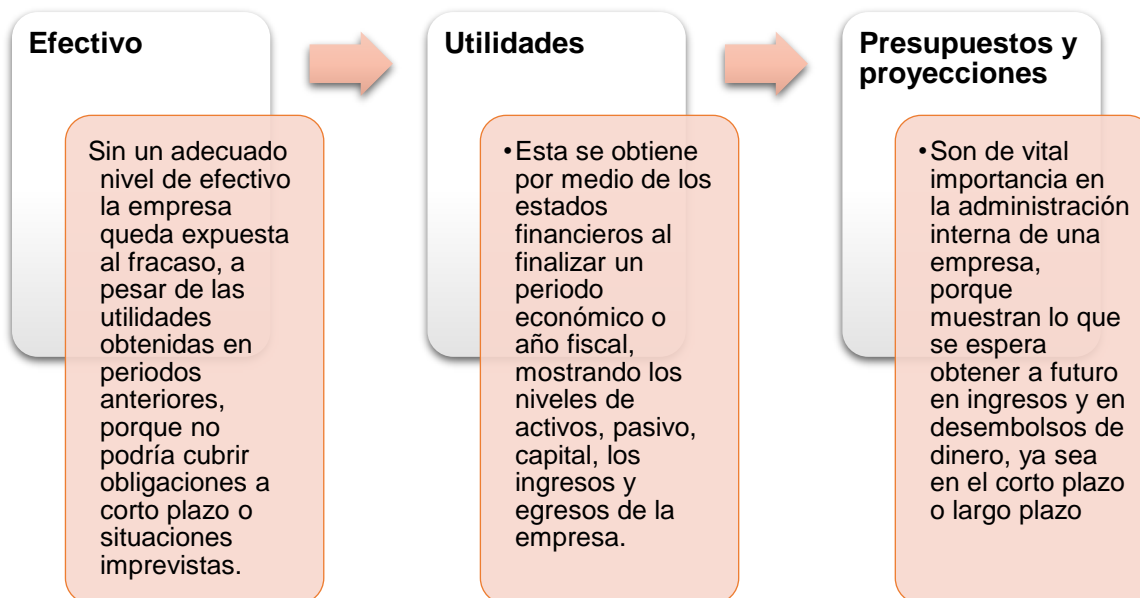 Efectivo
Sin un adecuado
nivel de efectivo
la empresa
queda expuesta
al fracaso, a
pesar de las
utilidades
obtenidas en
periodos
anteriores,
porque no
podría cubrir
obligaciones a
corto plazo o
situaciones
imprevistas.
Utilidades
•Esta se obtiene
por medio de los
estados
financieros al
finalizar un
periodo
económico o
año fiscal,
mostrando los
niveles de
activos, pasivo,
capital, los
ingresos y
egresos de la
empresa.
Presupuestos y
proyecciones
•Son de vital
importancia en
la administración
interna de una
empresa,
porque
muestran lo que
se espera
obtener a futuro
en ingresos y en
desembolsos de
dinero, ya sea
en el corto plazo
o largo plazo